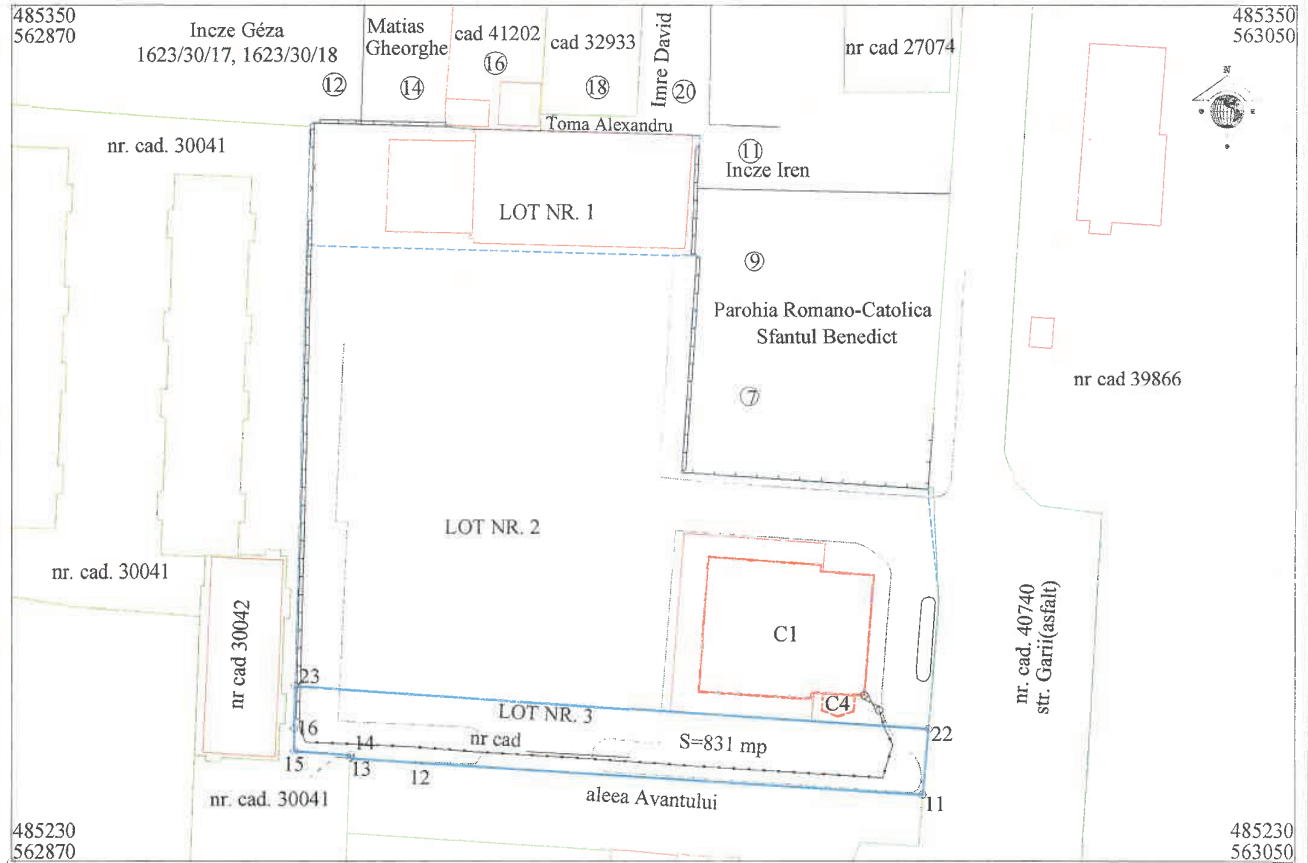 485350
562870
485350
563050
Incze Géza
1623/30/17, 1623/30/18
12
Matias
Gheorghe
14
cad 41202
16
cad 32933
18
Imre David
20
nr cad 27074
N
Toma Alexandru
nr. cad. 30041
11
Incze Iren
LOT NR. 1
9
Parohia Romano-Catolica
Sfantul Benedict
nr cad 39866
7
LOT NR. 2
nr. cad. 30041
nr cad 30042
C1
nr. cad. 40740
str. Garii(asfalt)
23
LOT NR. 3
C4
16
14
nr cad
S=831 mp
22
15
13
12
nr. cad. 30041
aleea Avantului
11
485230
562870
485230
563050